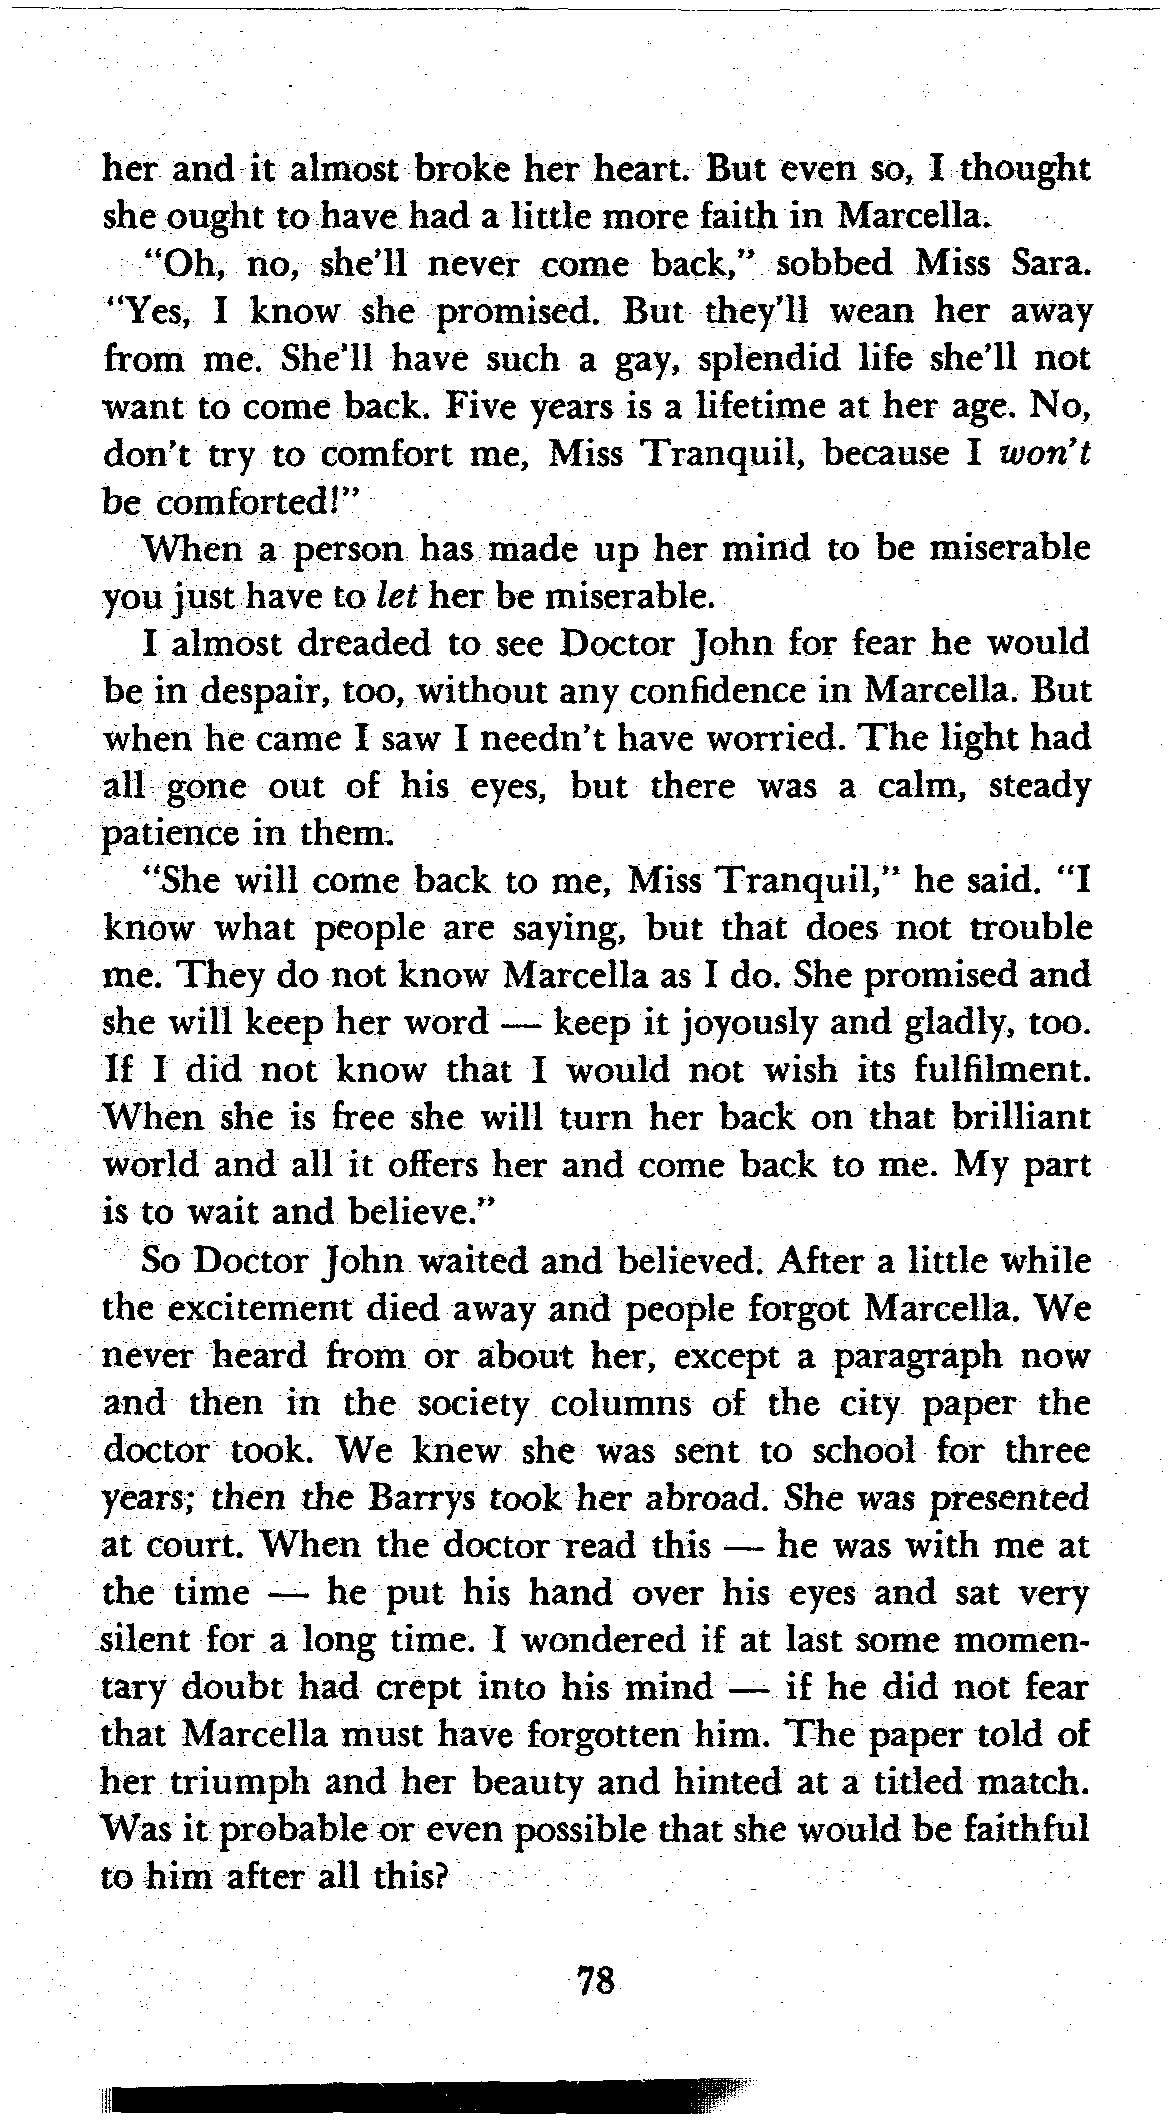 her and it almost broke her heart. But even so, I thought
she ought to have had a little more faith in Marcella.
"Oh, no, she'll never come back," sobbed Miss Sara.
"Yes, I know she promised. But they'll wean her away
from me. She'll have such a gay, splendid life she'll not
want to come back. Five years is a lifetime at her age. No,
don't try to comfort me, Miss Tranquil, because I won't
be comforted!"
When a person has made up her mind to be miserable
you just have to let her be miserable.
I almost dreaded to see Doctor John for fear he would
be in despair, too, without any confidence in Marcella. But
when he came I saw I needn't have worried. The light had
all gone out of his eyes, but there was a calm, steady
patience in them.
"She will come back to me, Miss Tranquil," he said. "I
know what people are saying, but that does not trouble
me. They do not know Marcella as I do. She promised and
she will keep her word — keep it joyously and gladly, too.
If I did not know that I would not wish its fulfilment.
When she is free she will turn her back on that brilliant
world and all it offers her and come back to me. My part
is to wait and believe."
So Doctor John waited and believed. After a little while
the excitement died away and people forgot Marcella. We
never heard from or about her, except a paragraph now
and then in the society columns of the city paper the
doctor took. We knew she was sent to school for three
years; then the Barrys took her abroad. She was presented
at court. When the doctor read this — he was with me at
the time — he put his hand over his eyes and sat very
silent for a long time. I wondered if at last some momen-
tary doubt had crept into his mind — if he did not fear
that Marcella must have forgotten him. The paper told of
her triumph and her beauty and hinted at a titled match.
Was it probable or even possible that she would be faithful
to him after all this?
78